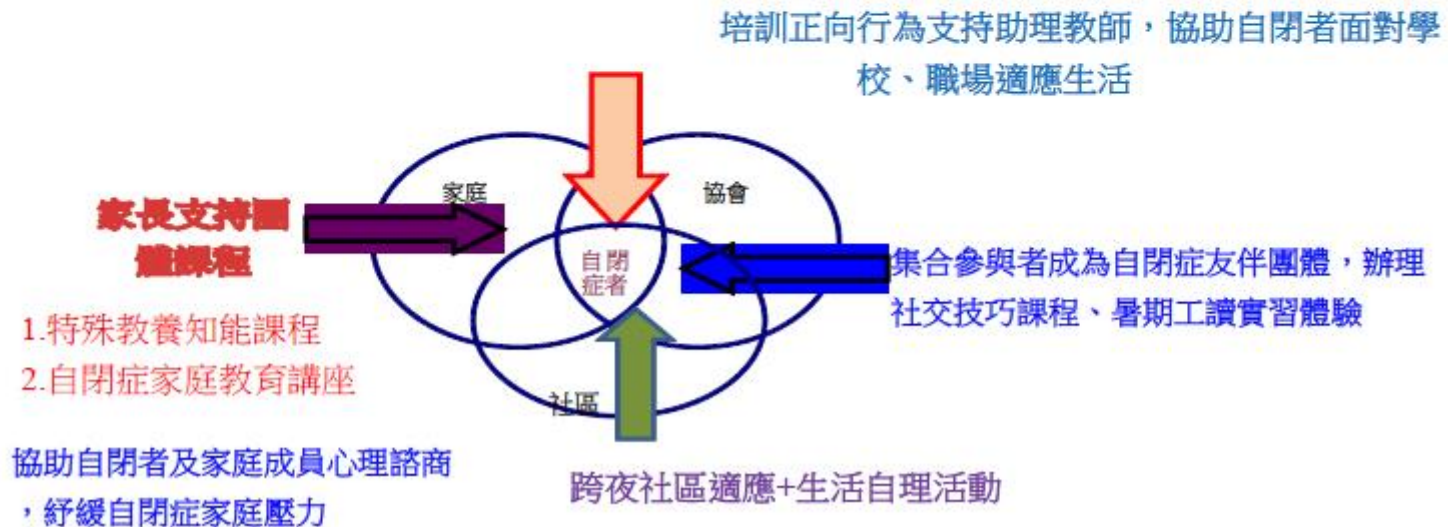 培訓正向行為支持助理教師，協助自閉者面對學
校、職場適應生活
家庭
協會
家長支持團
體課程
自閉
症者
集合參與者成為自閉症友伴團體，辦理
社交技巧課程、暑期工讀實習體驗
1.特殊教養知能課程
2.自閉症家庭教育講座
社區
協助自閉者及家庭成員心理諮商
，紓緩自閉症家庭壓力
跨夜社區適應+生活自理活動